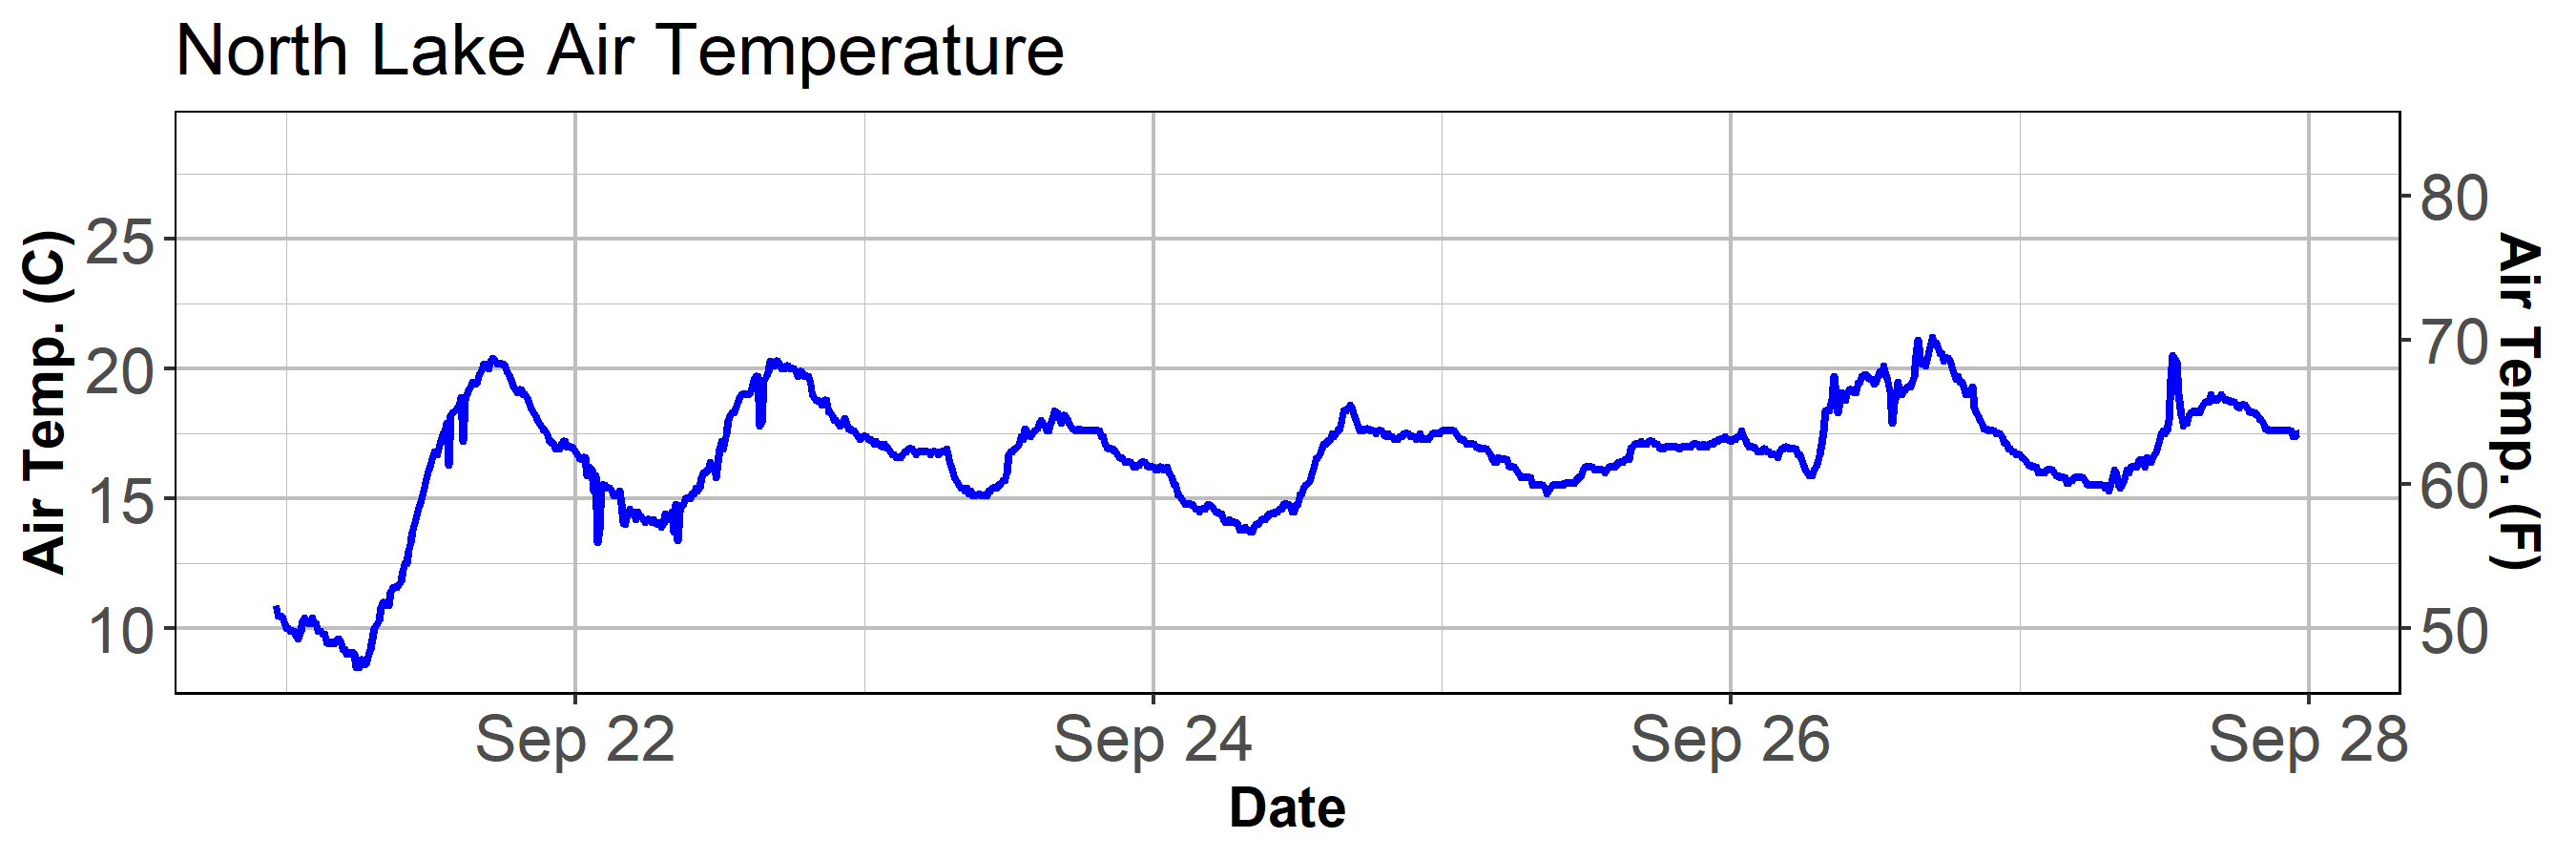 North Lake Air Temperature
Air Temp. (C)
25
20
15
10
80
70
60
50
Air Temp. (F)
Sep 22 Sep 24 Sep 26 Sep 28
Date